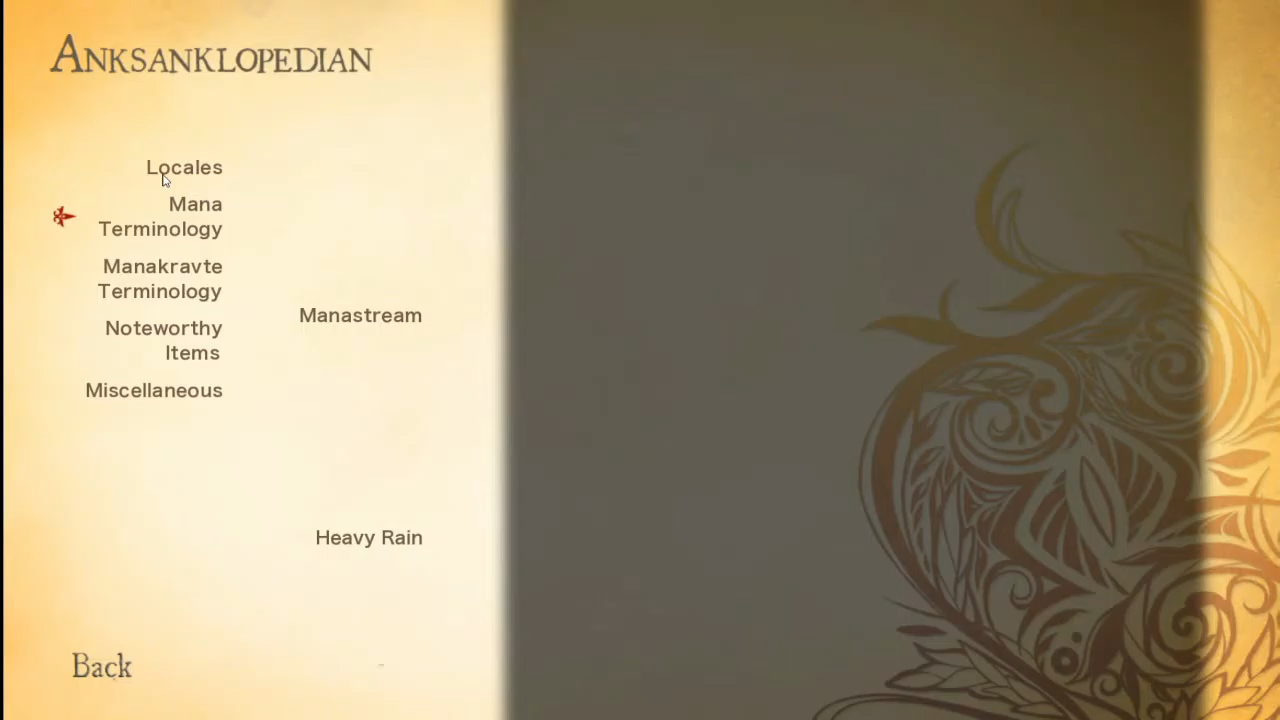 ANKSANKLOPEDIAN
Locales
Mana
Terminology
Manakravte
Terminology
Noteworthy
Items
Miscellaneous
Manastream
Heavy Rain
Back